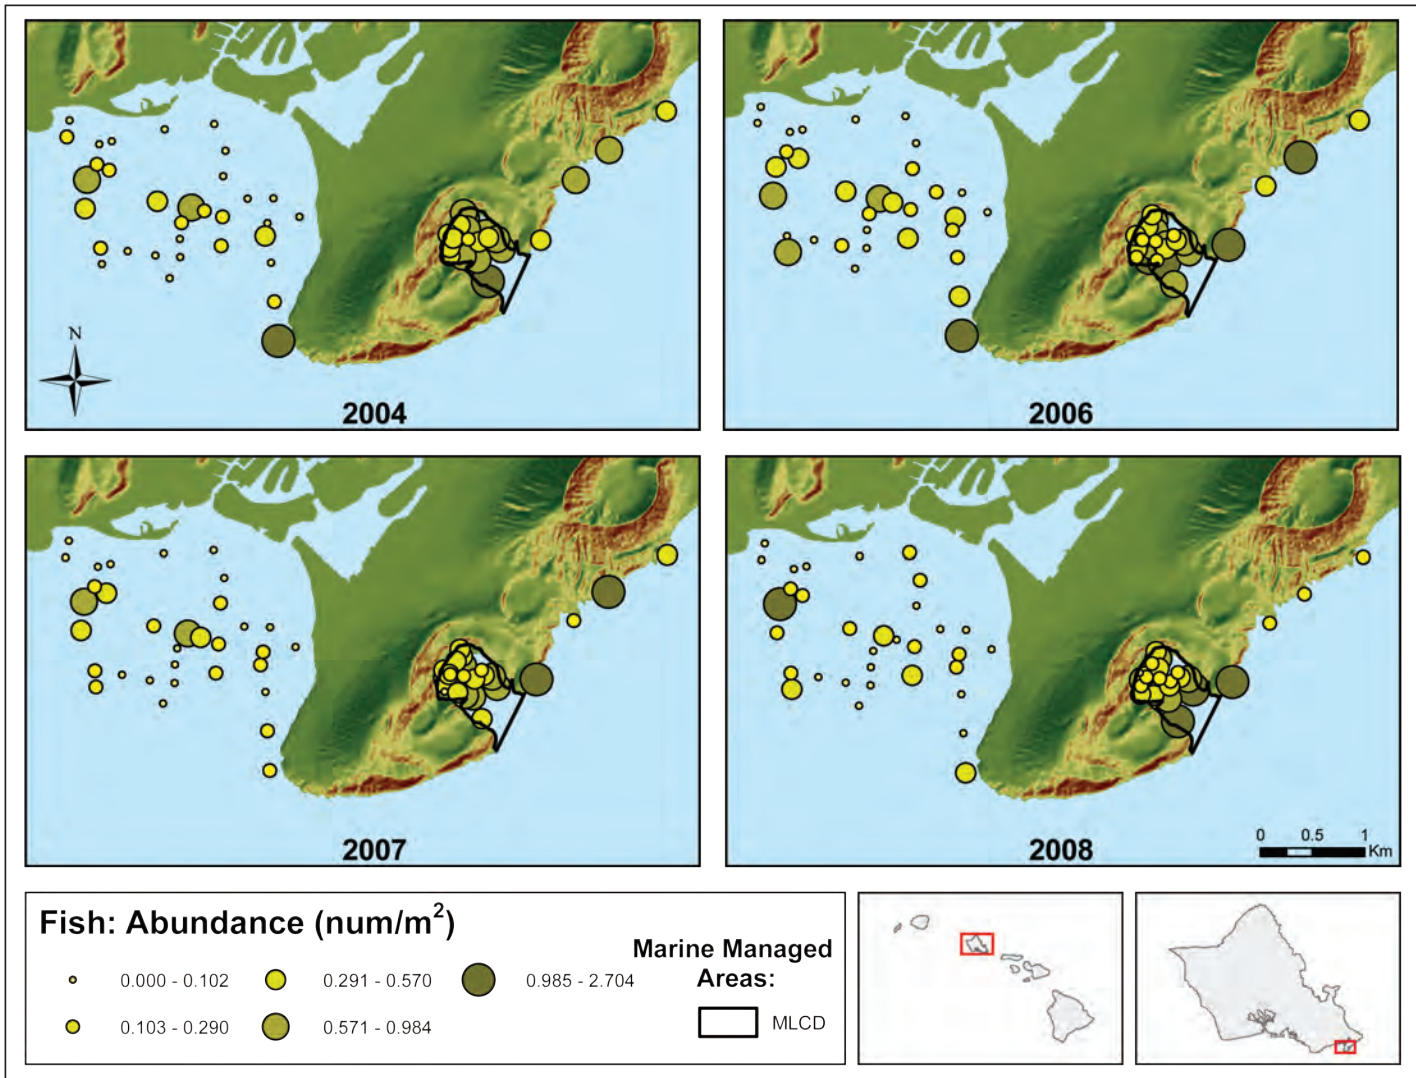 N
2004
2006
2007
2008
0 0.5 1
Km
Fish: Abundance (num/m²)
0.000 - 0.102
0.291 - 0.570
0.985 - 2.704
0.103 - 0.290
0.571 - 0.984
Marine Managed
Areas:
MLCD